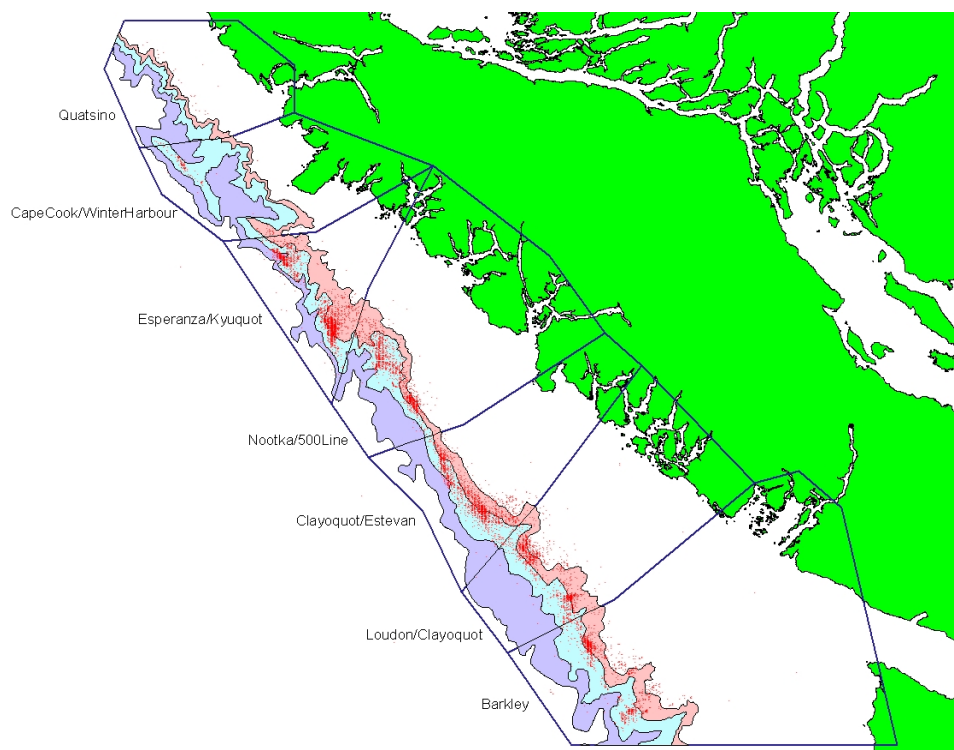 Quatsino
CapeCook/WinterHarbour
Esperanza/Kyuquot
Nootka/500Line
Clayoquot/Estevan
Loudon/Clayoquot
Barkley